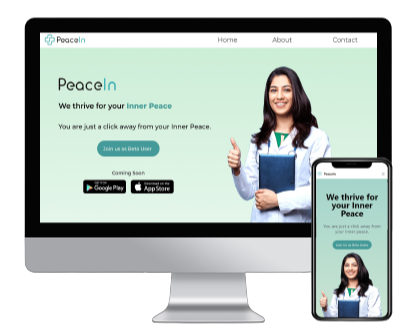 PeaceIn
Home
About
Contact
PeaceIn
We thrive for your Inner Peace
You are just a click away from your Inner Peace.
Join us as Beta User
Coming Soon
GET IT ON
Google Play
Download on the
App Store
PeaceIn
We thrive for
your Inner
Peace
You are just a click away from
your Inner peace.
Join us as Beta User